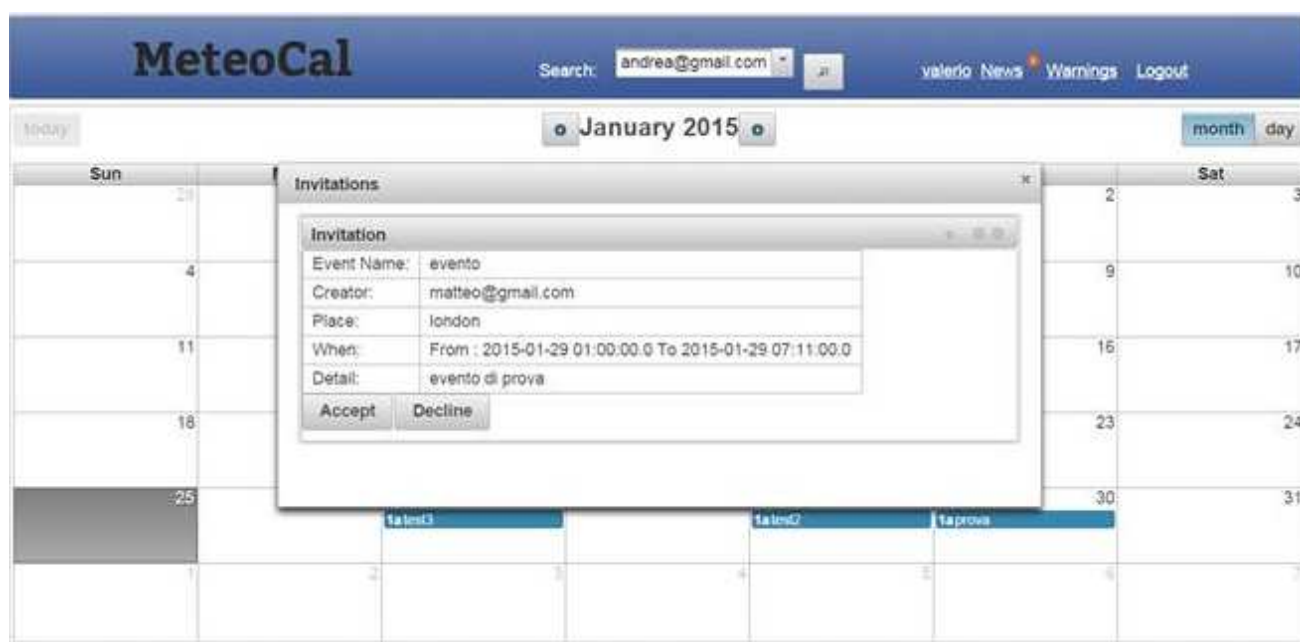 MeteoCal
Search: andrea@gmail.com
valerio News Warnings Logout
today
January 2015
month day
Sun
Sat
28
2
3
Invitations
Invitation
Event Name: evento
Creator: matteo@gmail.com
Place: london
When: From : 2015-01-29 01:00:00.0 To 2015-01-29 07:11:00.0
Detail: evento di prova
Accept Decline
4
9
10
11
16
17
18
23
24
25
30
31
1a test3
1a test2
1a prova
1
2
3
4
5
6
7